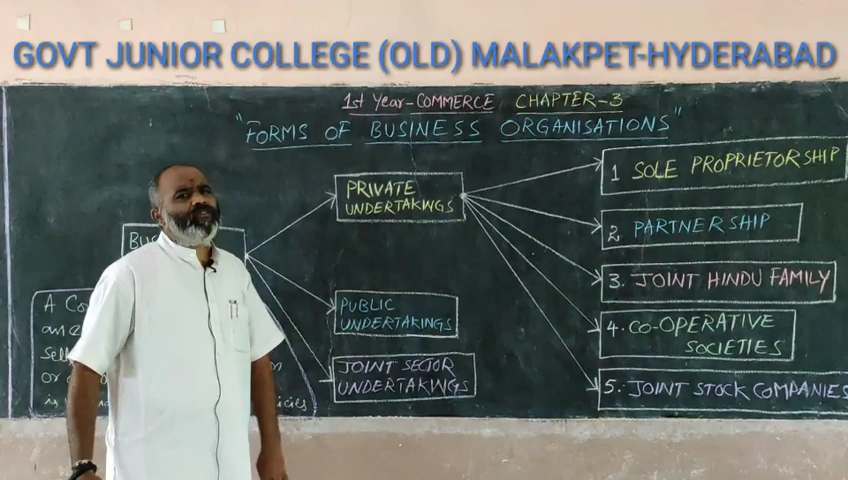 GOVT JUNIOR COLLEGE (OLD) MALAKPET-HYDERABAD
1st Year-COMMERCE CHAPTER-3
"FORMS OF BUSINESS ORGANISATIONS"
PRIVATE
UNDERTAKINGS
PUBLIC
UNDERTAKINGS
JOINT SECTOR
UNDERTAKINGS
1 SOLE PROPRIETORSHIP
2 PARTNERSHIP
3. JOINT HINDU FAMILY
4. CO-OPERATIVE
SOCIETIES
5. JOINT STOCK COMPANIES
A
or
is